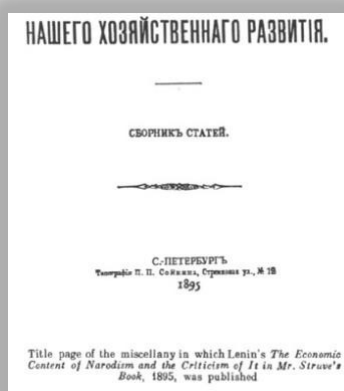 НАШЕГО ХОЗЯЙСТВЕННАГО РАЗВИТІЯ.
СБОРНИКЪ СТАТЕЙ.
С.-ПЕТЕРБУРГЪ
Типографія П. П. Сойкина, Стремянная ул., № 12
1895
Title page of the miscellany in which Lenin's The Economic
Content of Narodism and the Criticism of It in Mr. Struve's
Book, 1895, was published